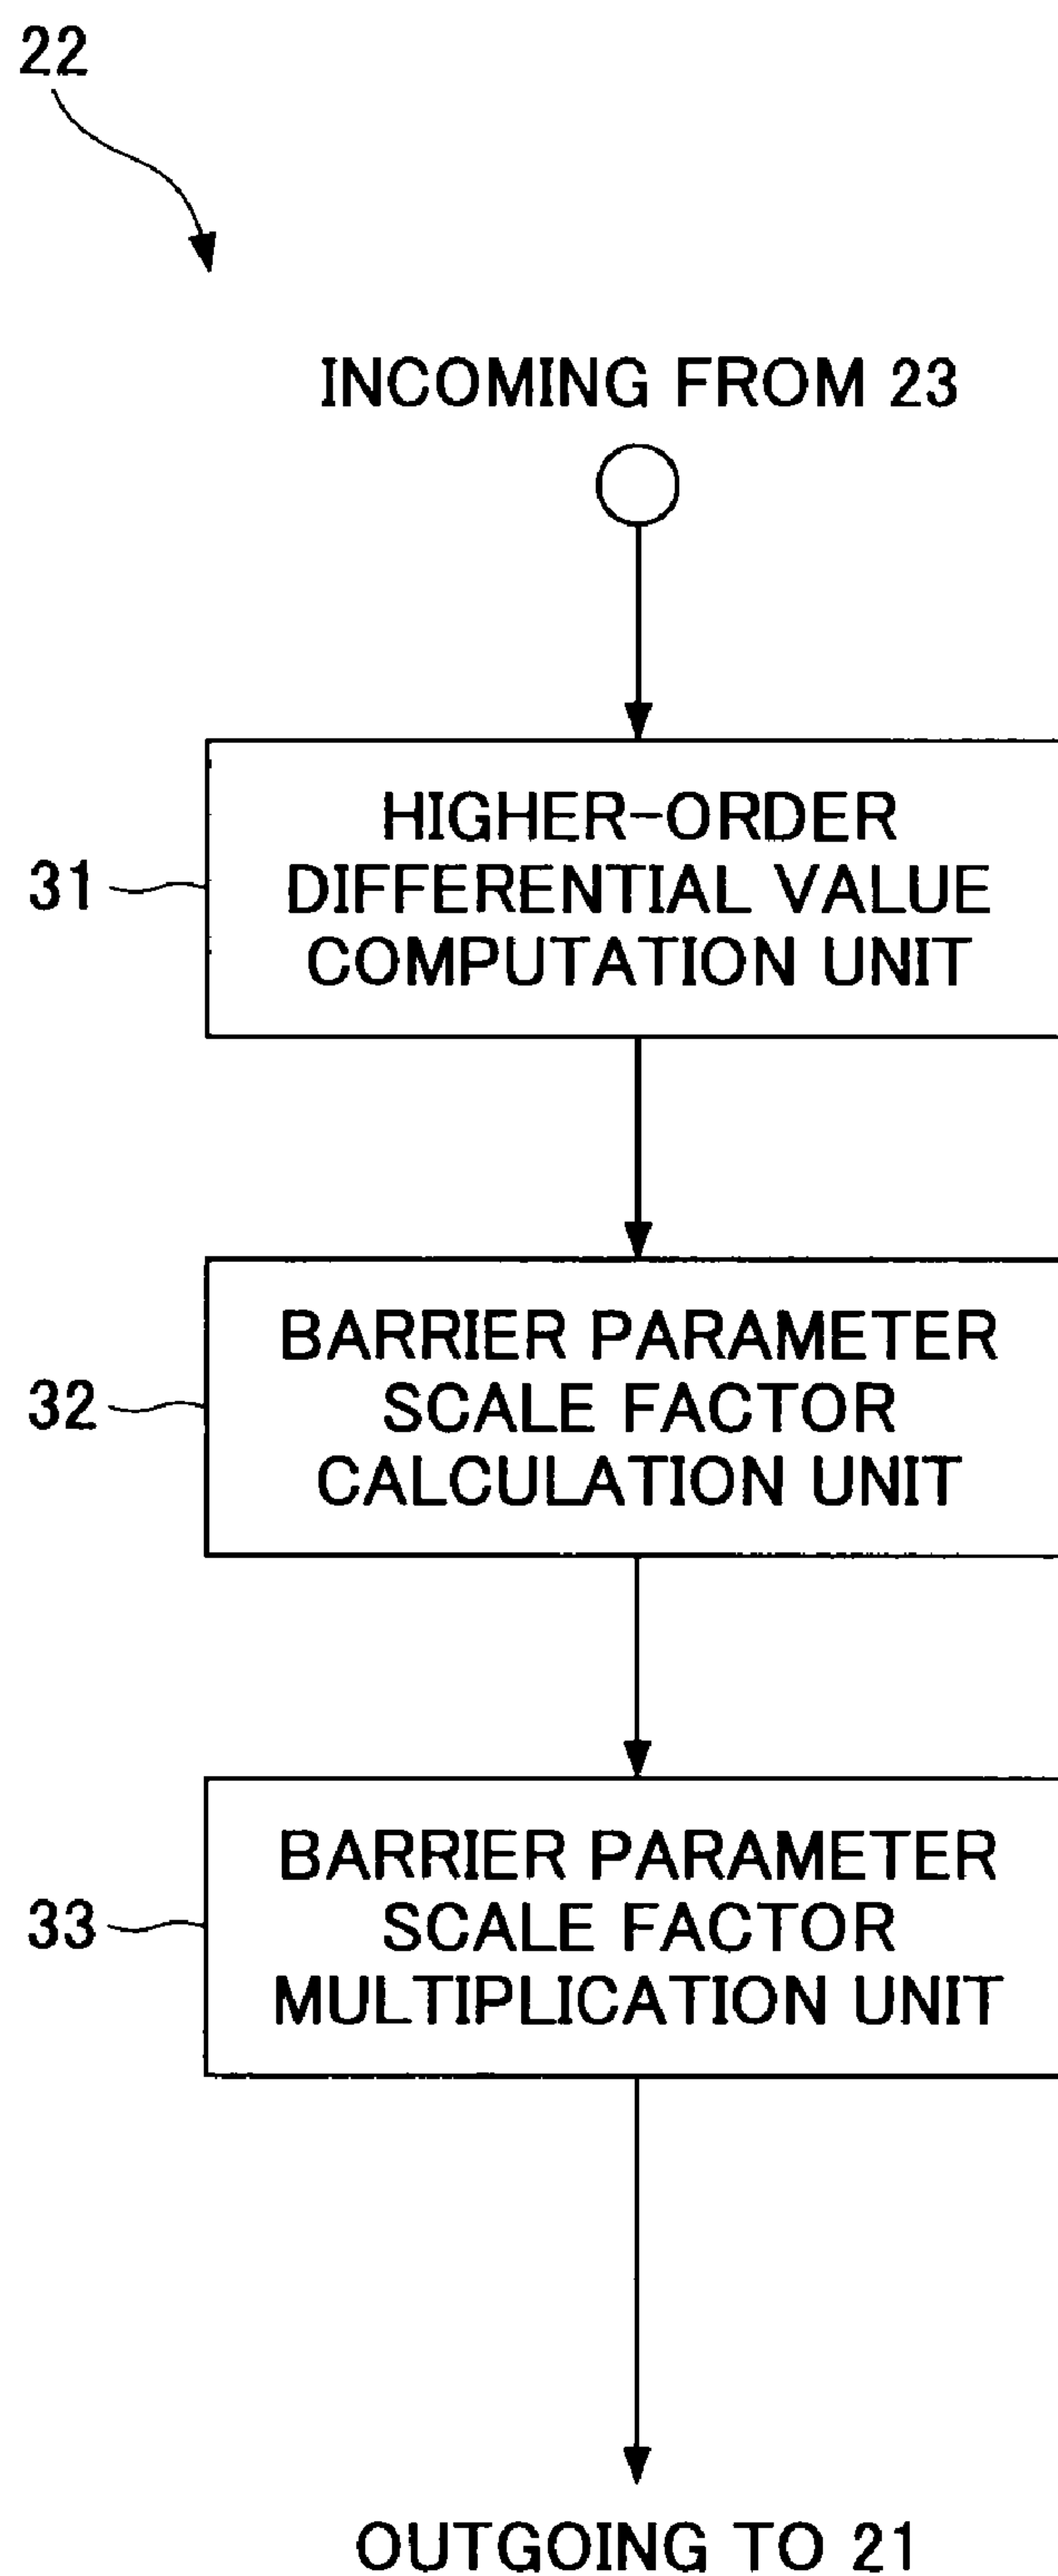 22
INCOMING FROM 23
HIGHER-ORDER
DIFFERENTIAL VALUE
COMPUTATION UNIT
31
BARRIER PARAMETER
SCALE FACTOR
CALCULATION UNIT
32
BARRIER PARAMETER
SCALE FACTOR
MULTIPLICATION UNIT
33
OUTGOING TO 21